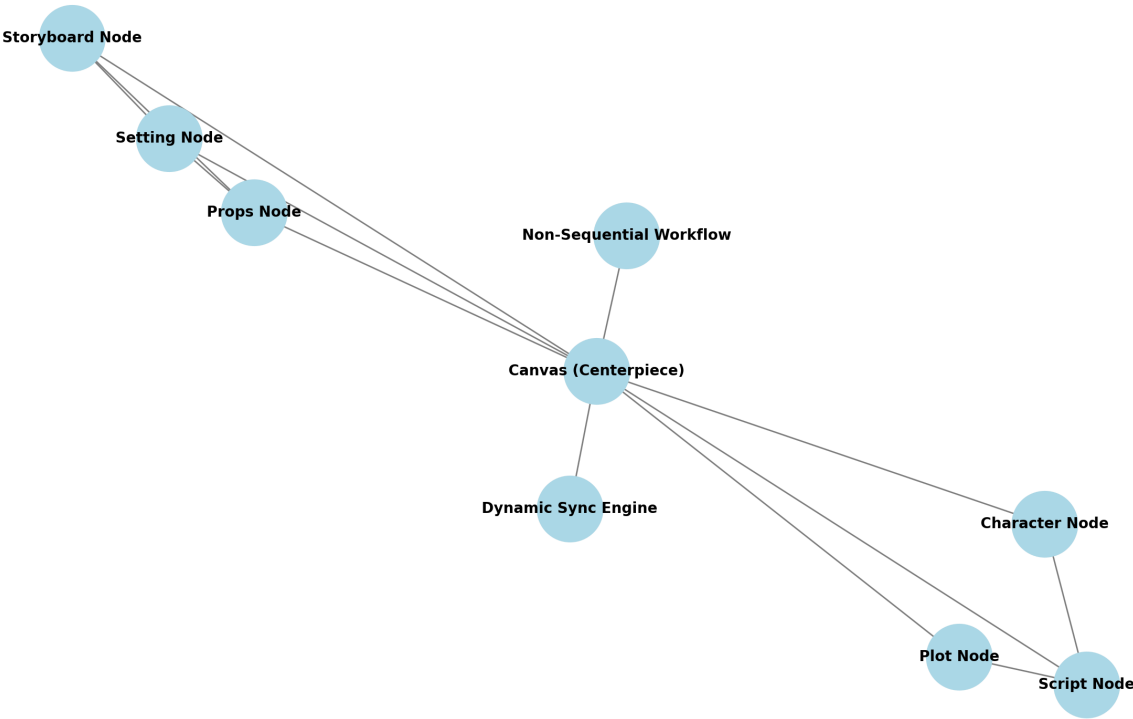 Storyboard Node
Setting Node
Props Node
Non-Sequential Workflow
Canvas (Centerpiece)
Dynamic Sync Engine
Character Node
Plot Node
Script Node